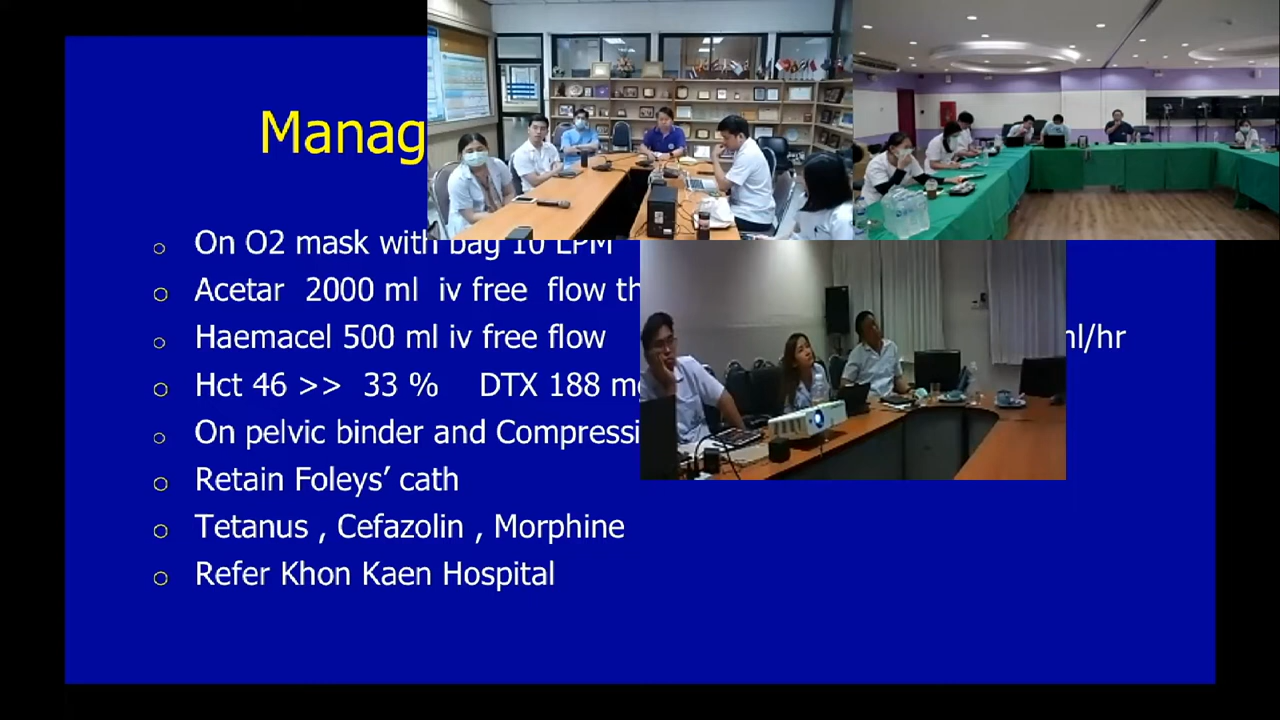 Manag
On O2 mask with bag 10 LPM
Acetar 2000 ml iv free flow th
Haemacel 500 ml iv free flow ml/hr
Hct 46 >> 33 % DTX 188 m
On pelvic binder and Compressi
Retain Foleys’ cath
Tetanus , Cefazolin , Morphine
Refer Khon Kaen Hospital